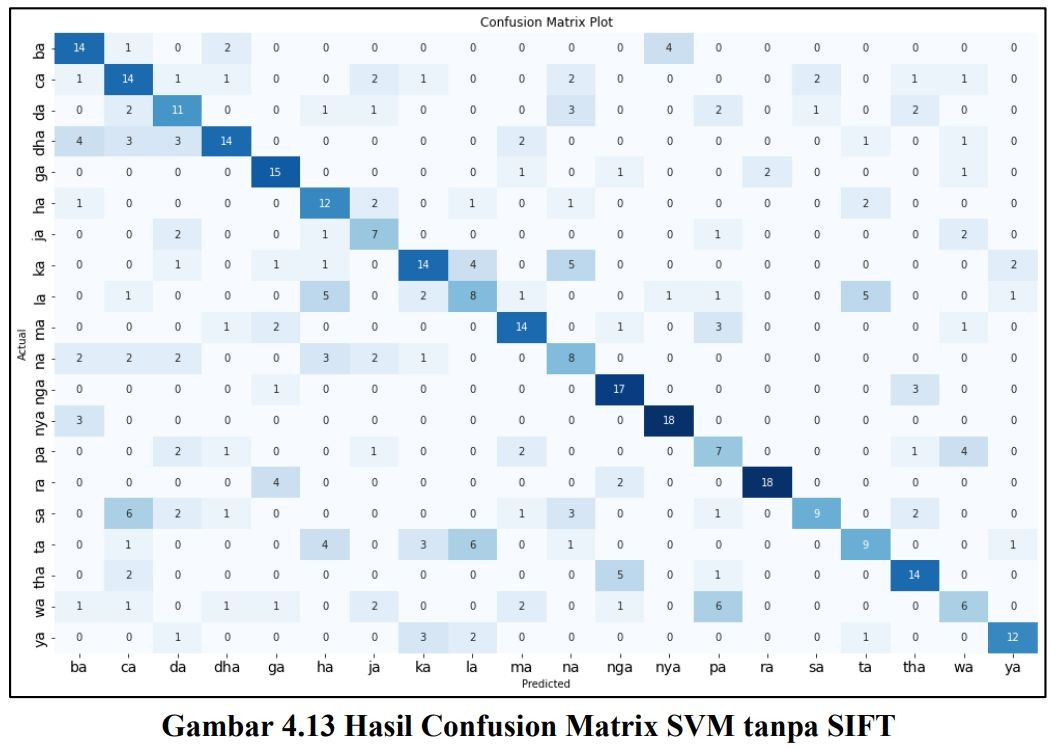 Confusion Matrix Plot
ba 14 1 0 2 0 0 0 0 0 0 0 0 4 0 0 0 0 0 0 0
ca 1 14 1 1 0 0 2 1 0 0 2 0 0 0 0 2 0 1 1 0
da 0 2 11 0 0 1 1 0 0 0 3 0 0 2 0 1 0 2 0 0
dha 4 3 3 14 0 0 0 0 0 2 0 0 0 0 0 0 1 0 1 0
ga 0 0 0 0 15 0 0 0 0 1 0 1 0 0 2 0 0 0 1 0
ha 1 0 0 0 0 12 2 0 1 0 1 0 0 0 0 0 2 0 0 0
ja 0 0 2 0 0 1 7 0 0 0 0 0 0 1 0 0 0 0 2 0
ka 0 0 1 0 1 1 0 14 4 0 5 0 0 0 0 0 0 0 0 2
la 0 1 0 0 0 5 0 2 8 1 0 0 1 1 0 0 5 0 0 1
ma 0 0 0 1 2 0 0 0 0 14 0 1 0 3 0 0 0 0 1 0
na 2 2 2 0 0 3 2 1 0 0 8 0 0 0 0 0 0 0 0 0
nga 0 0 0 0 1 0 0 0 0 0 0 17 0 0 0 0 0 3 0 0
nya 3 0 0 0 0 0 0 0 0 0 0 0 18 0 0 0 0 0 0 0
pa 0 0 2 1 0 0 1 0 0 2 0 0 0 7 0 0 0 1 4 0
ra 0 0 0 0 4 0 0 0 0 0 0 2 0 0 18 0 0 0 0 0
sa 0 6 2 1 0 0 0 0 0 1 3 0 0 1 0 9 0 2 0 0
ta 0 1 0 0 0 4 0 3 6 0 1 0 0 0 0 0 9 0 0 1
tha 0 2 0 0 0 0 0 0 0 0 0 5 0 1 0 0 0 14 0 0
wa 1 1 0 1 1 0 2 0 0 2 0 1 0 6 0 0 0 0 6 0
ya 0 0 1 0 0 0 0 3 2 0 0 0 0 0 0 0 1 0 0 12
Actual
ba ca da dha ga ha ja ka la ma na nga nya pa ra sa ta tha wa ya
Predicted
Gambar 4.13 Hasil Confusion Matrix SVM tanpa SIFT